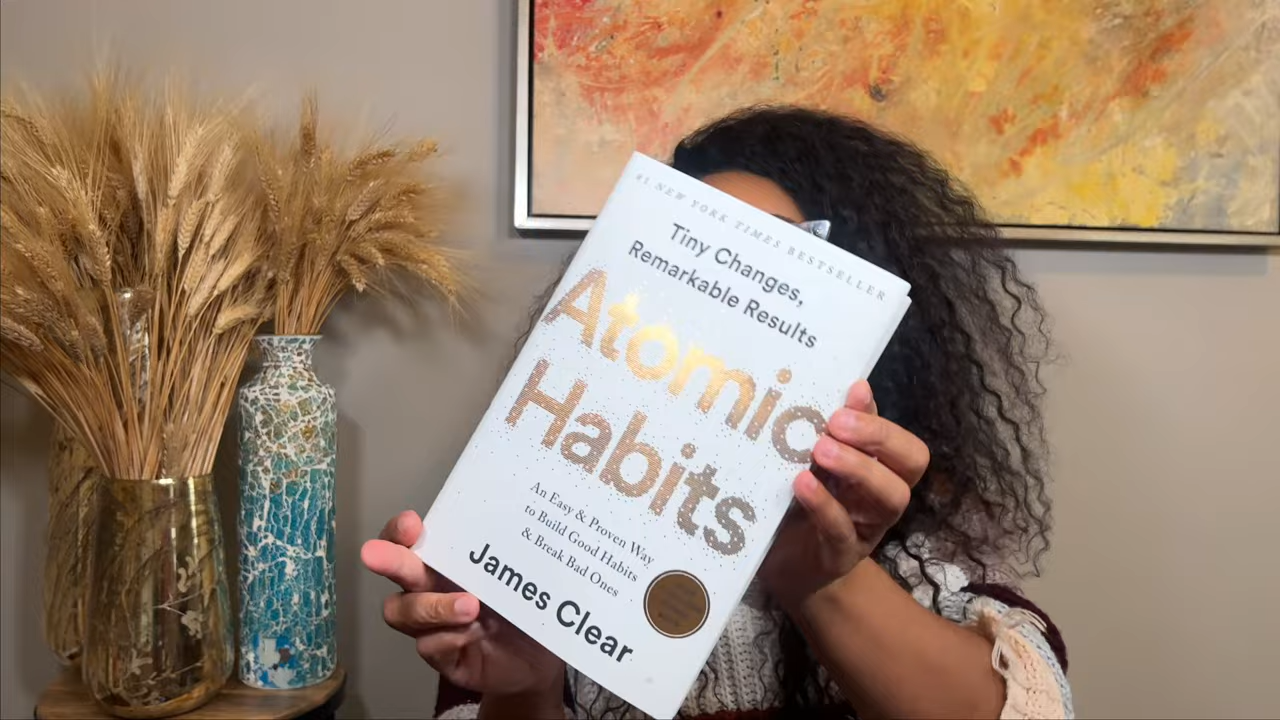 #1 NEW YORK TIMES BESTSELLER
Tiny Changes,
Remarkable Results
Atomic
Habits
An Easy & Proven Way
to Build Good Habits
& Break Bad Ones
James Clear